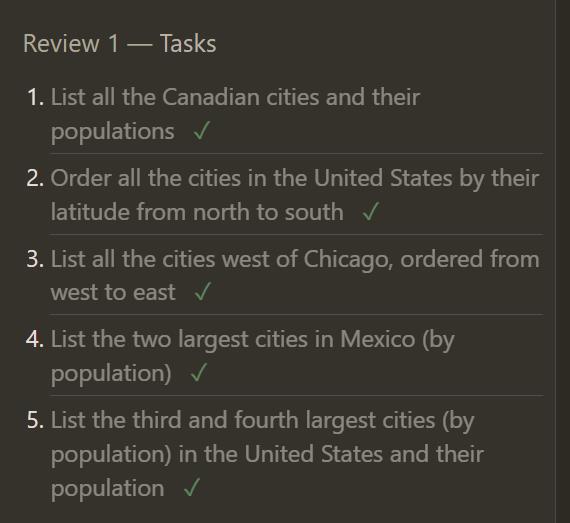 Review 1 — Tasks
1. List all the Canadian cities and their
populations ✓
2. Order all the cities in the United States by their
latitude from north to south ✓
3. List all the cities west of Chicago, ordered from
west to east ✓
4. List the two largest cities in Mexico (by
population) ✓
5. List the third and fourth largest cities (by
population) in the United States and their
population ✓